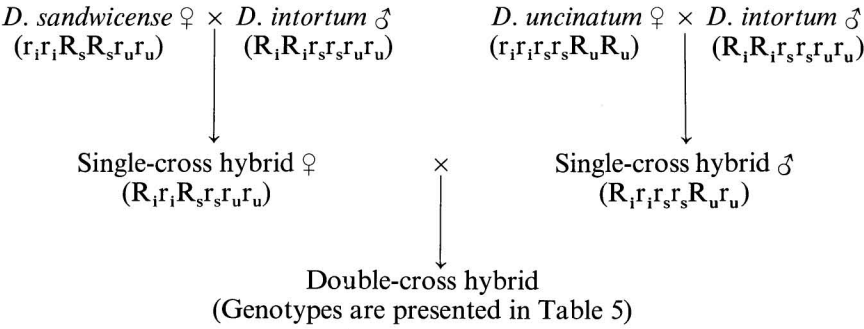 D. sandwicense ♀ × D. intortum ♂ D. uncinatum ♀ × D. intortum ♂
(rᵢrᵢRₛRₛrᵤrᵤ) (RᵢRᵢrₛrₛrᵤrᵤ) (rᵢrᵢrₛrₛRᵤRᵤ) (RᵢRᵢrₛrₛrᵤrᵤ)
Single-cross hybrid ♀ × Single-cross hybrid ♂
(RᵢrᵢRₛrₛrᵤrᵤ) (RᵢrᵢrₛrₛRᵤrᵤ)
Double-cross hybrid
(Genotypes are presented in Table 5)